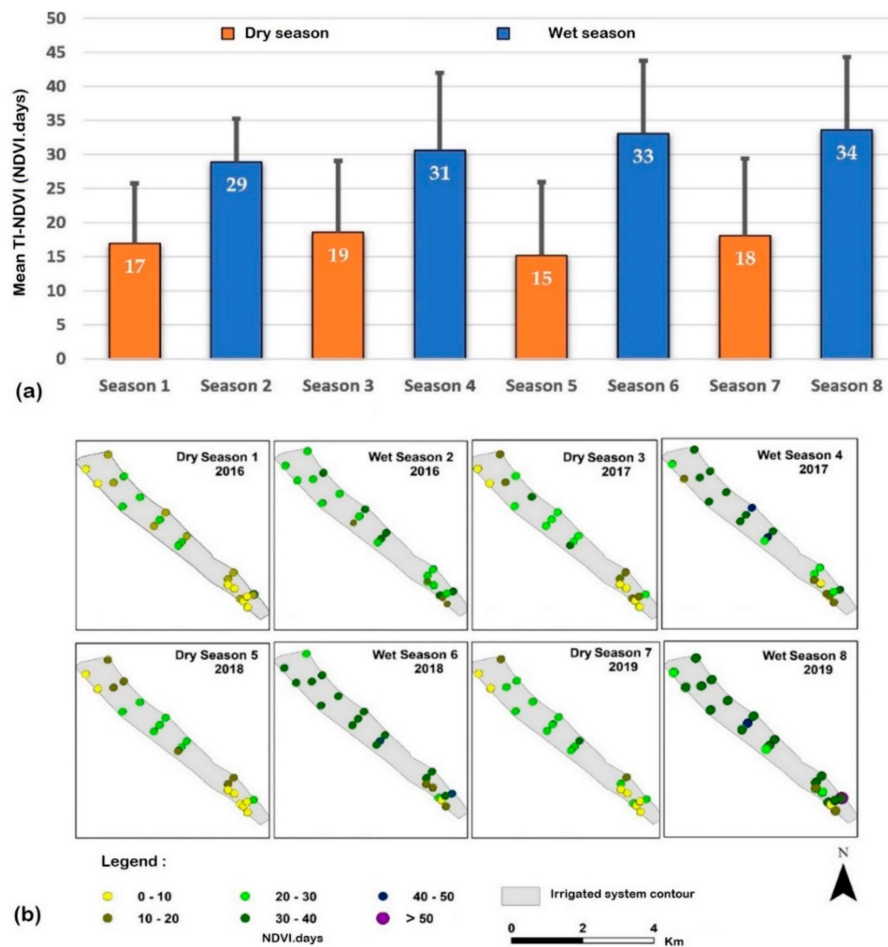 50
45
40
35
30
25
20
15
10
5
0
Mean TI-NDVI (NDVI.days)
Dry season
Wet season
17
29
19
31
15
33
18
34
Season 1
Season 2
Season 3
Season 4
Season 5
Season 6
Season 7
Season 8
(a)
Dry Season 1
2016
Wet Season 2
2016
Dry Season 3
2017
Wet Season 4
2017
Dry Season 5
2018
Wet Season 6
2018
Dry Season 7
2019
Wet Season 8
2019
Legend :
0 - 10
20 - 30
40 - 50
10 - 20
30 - 40
> 50
NDVI.days
Irrigated system contour
0 2 4
Km
N
(b)